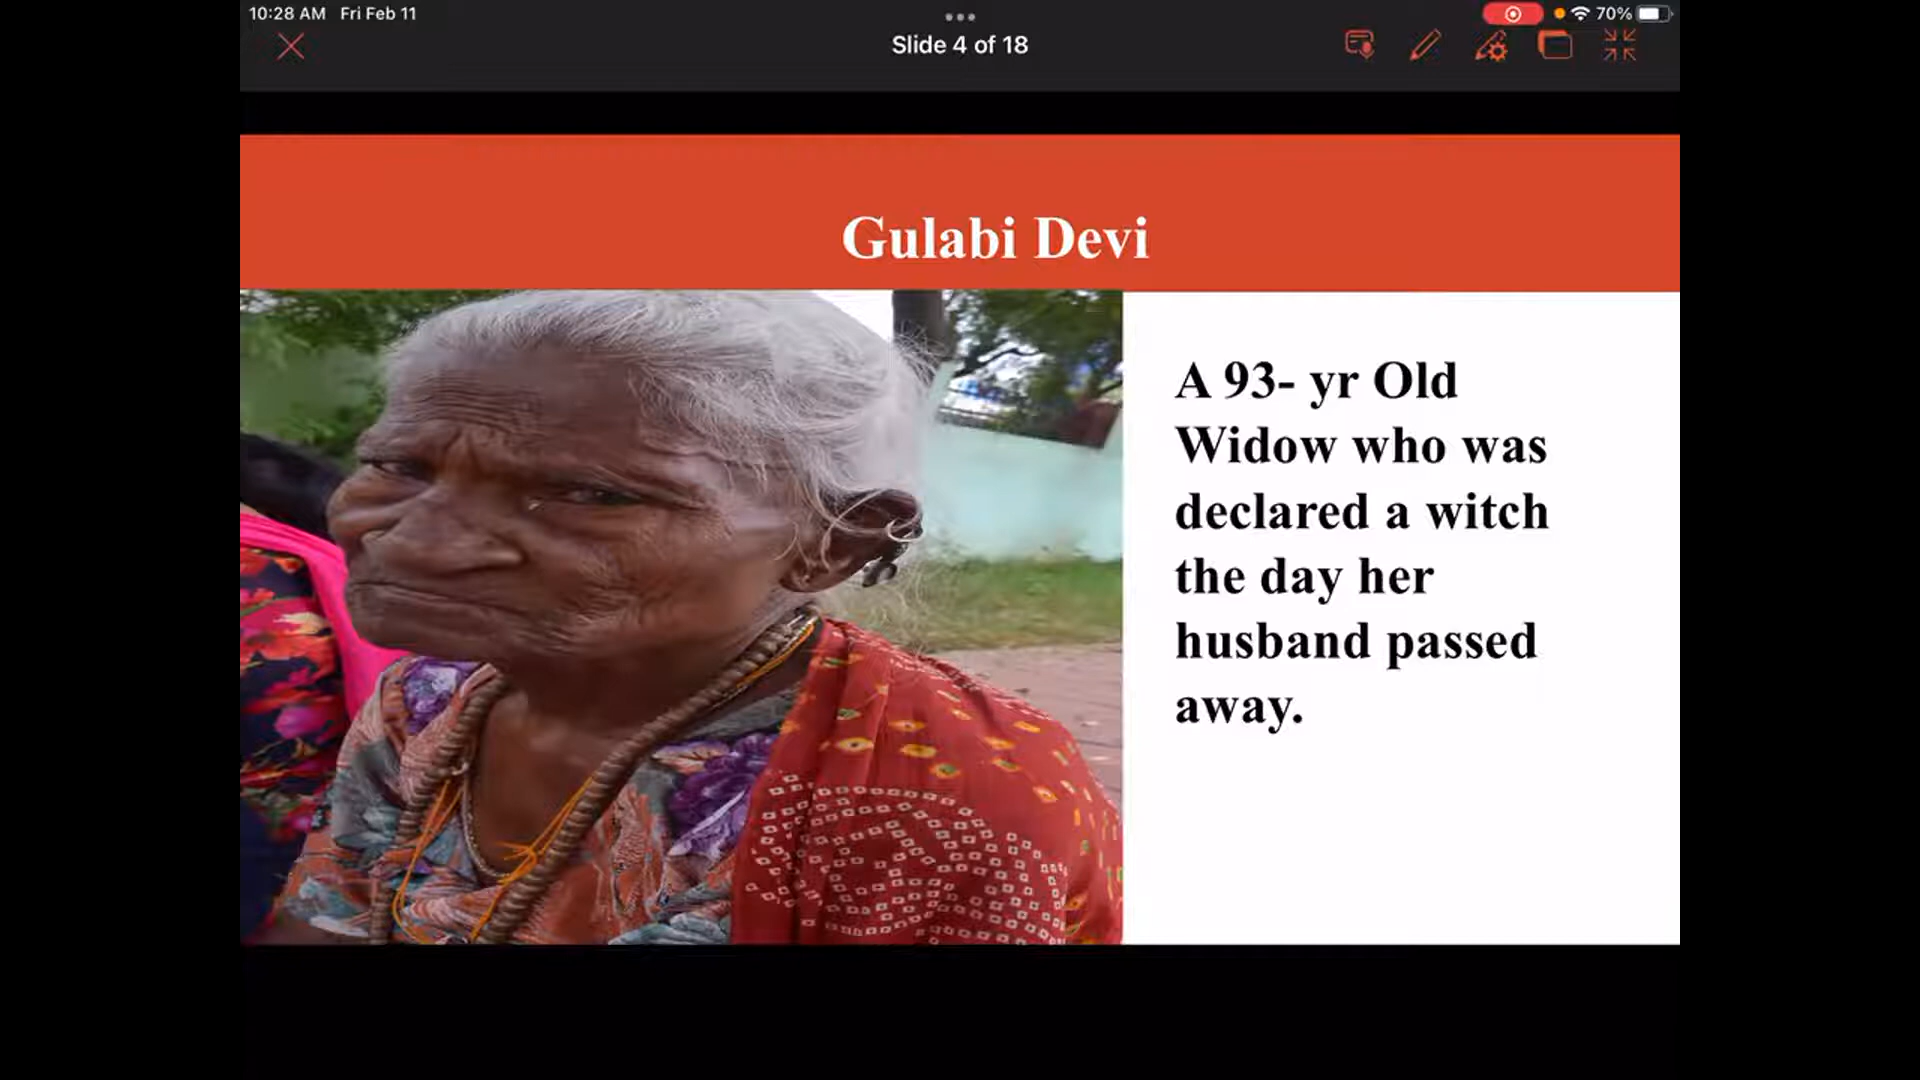 10:28 AM Fri Feb 11
70%
Slide 4 of 18
Gulabi Devi
A 93- yr Old
Widow who was
declared a witch
the day her
husband passed
away.